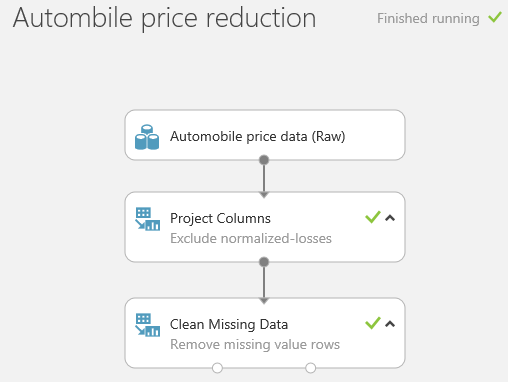 Autombile price reduction
Finished running
Automobile price data (Raw)
Project Columns
Exclude normalized-losses
Clean Missing Data
Remove missing value rows